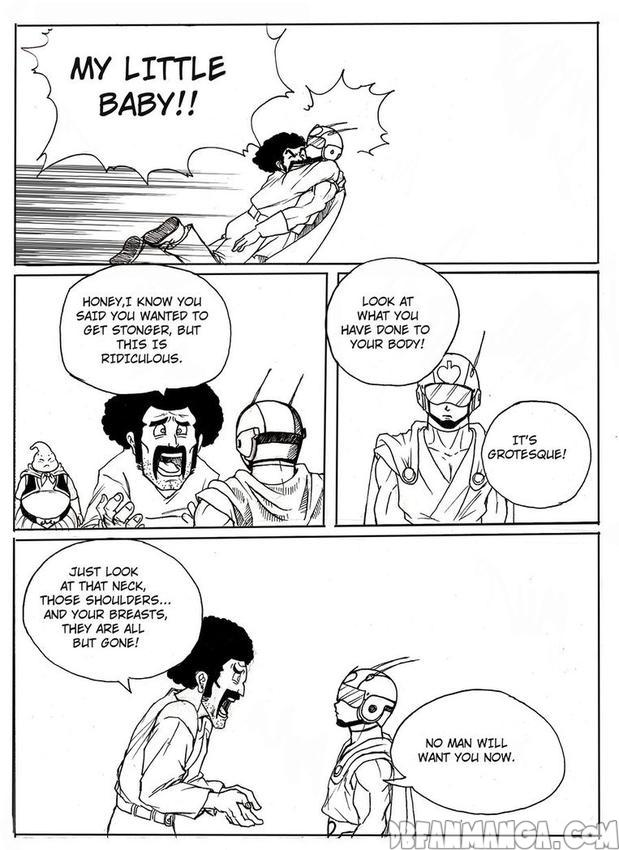 MY LITTLE
BABY!!
HONEY,I KNOW YOU
SAID YOU WANTED TO
GET STONGER, BUT
THIS IS
RIDICULOUS.
LOOK AT
WHAT YOU
HAVE DONE TO
YOUR BODY!
IT'S
GROTESQUE!
JUST LOOK
AT THAT NECK,
THOSE SHOULDERS...
AND YOUR BREASTS,
THEY ARE ALL
BUT GONE!
NO MAN WILL
WANT YOU NOW.
DBFANMANGA.COM